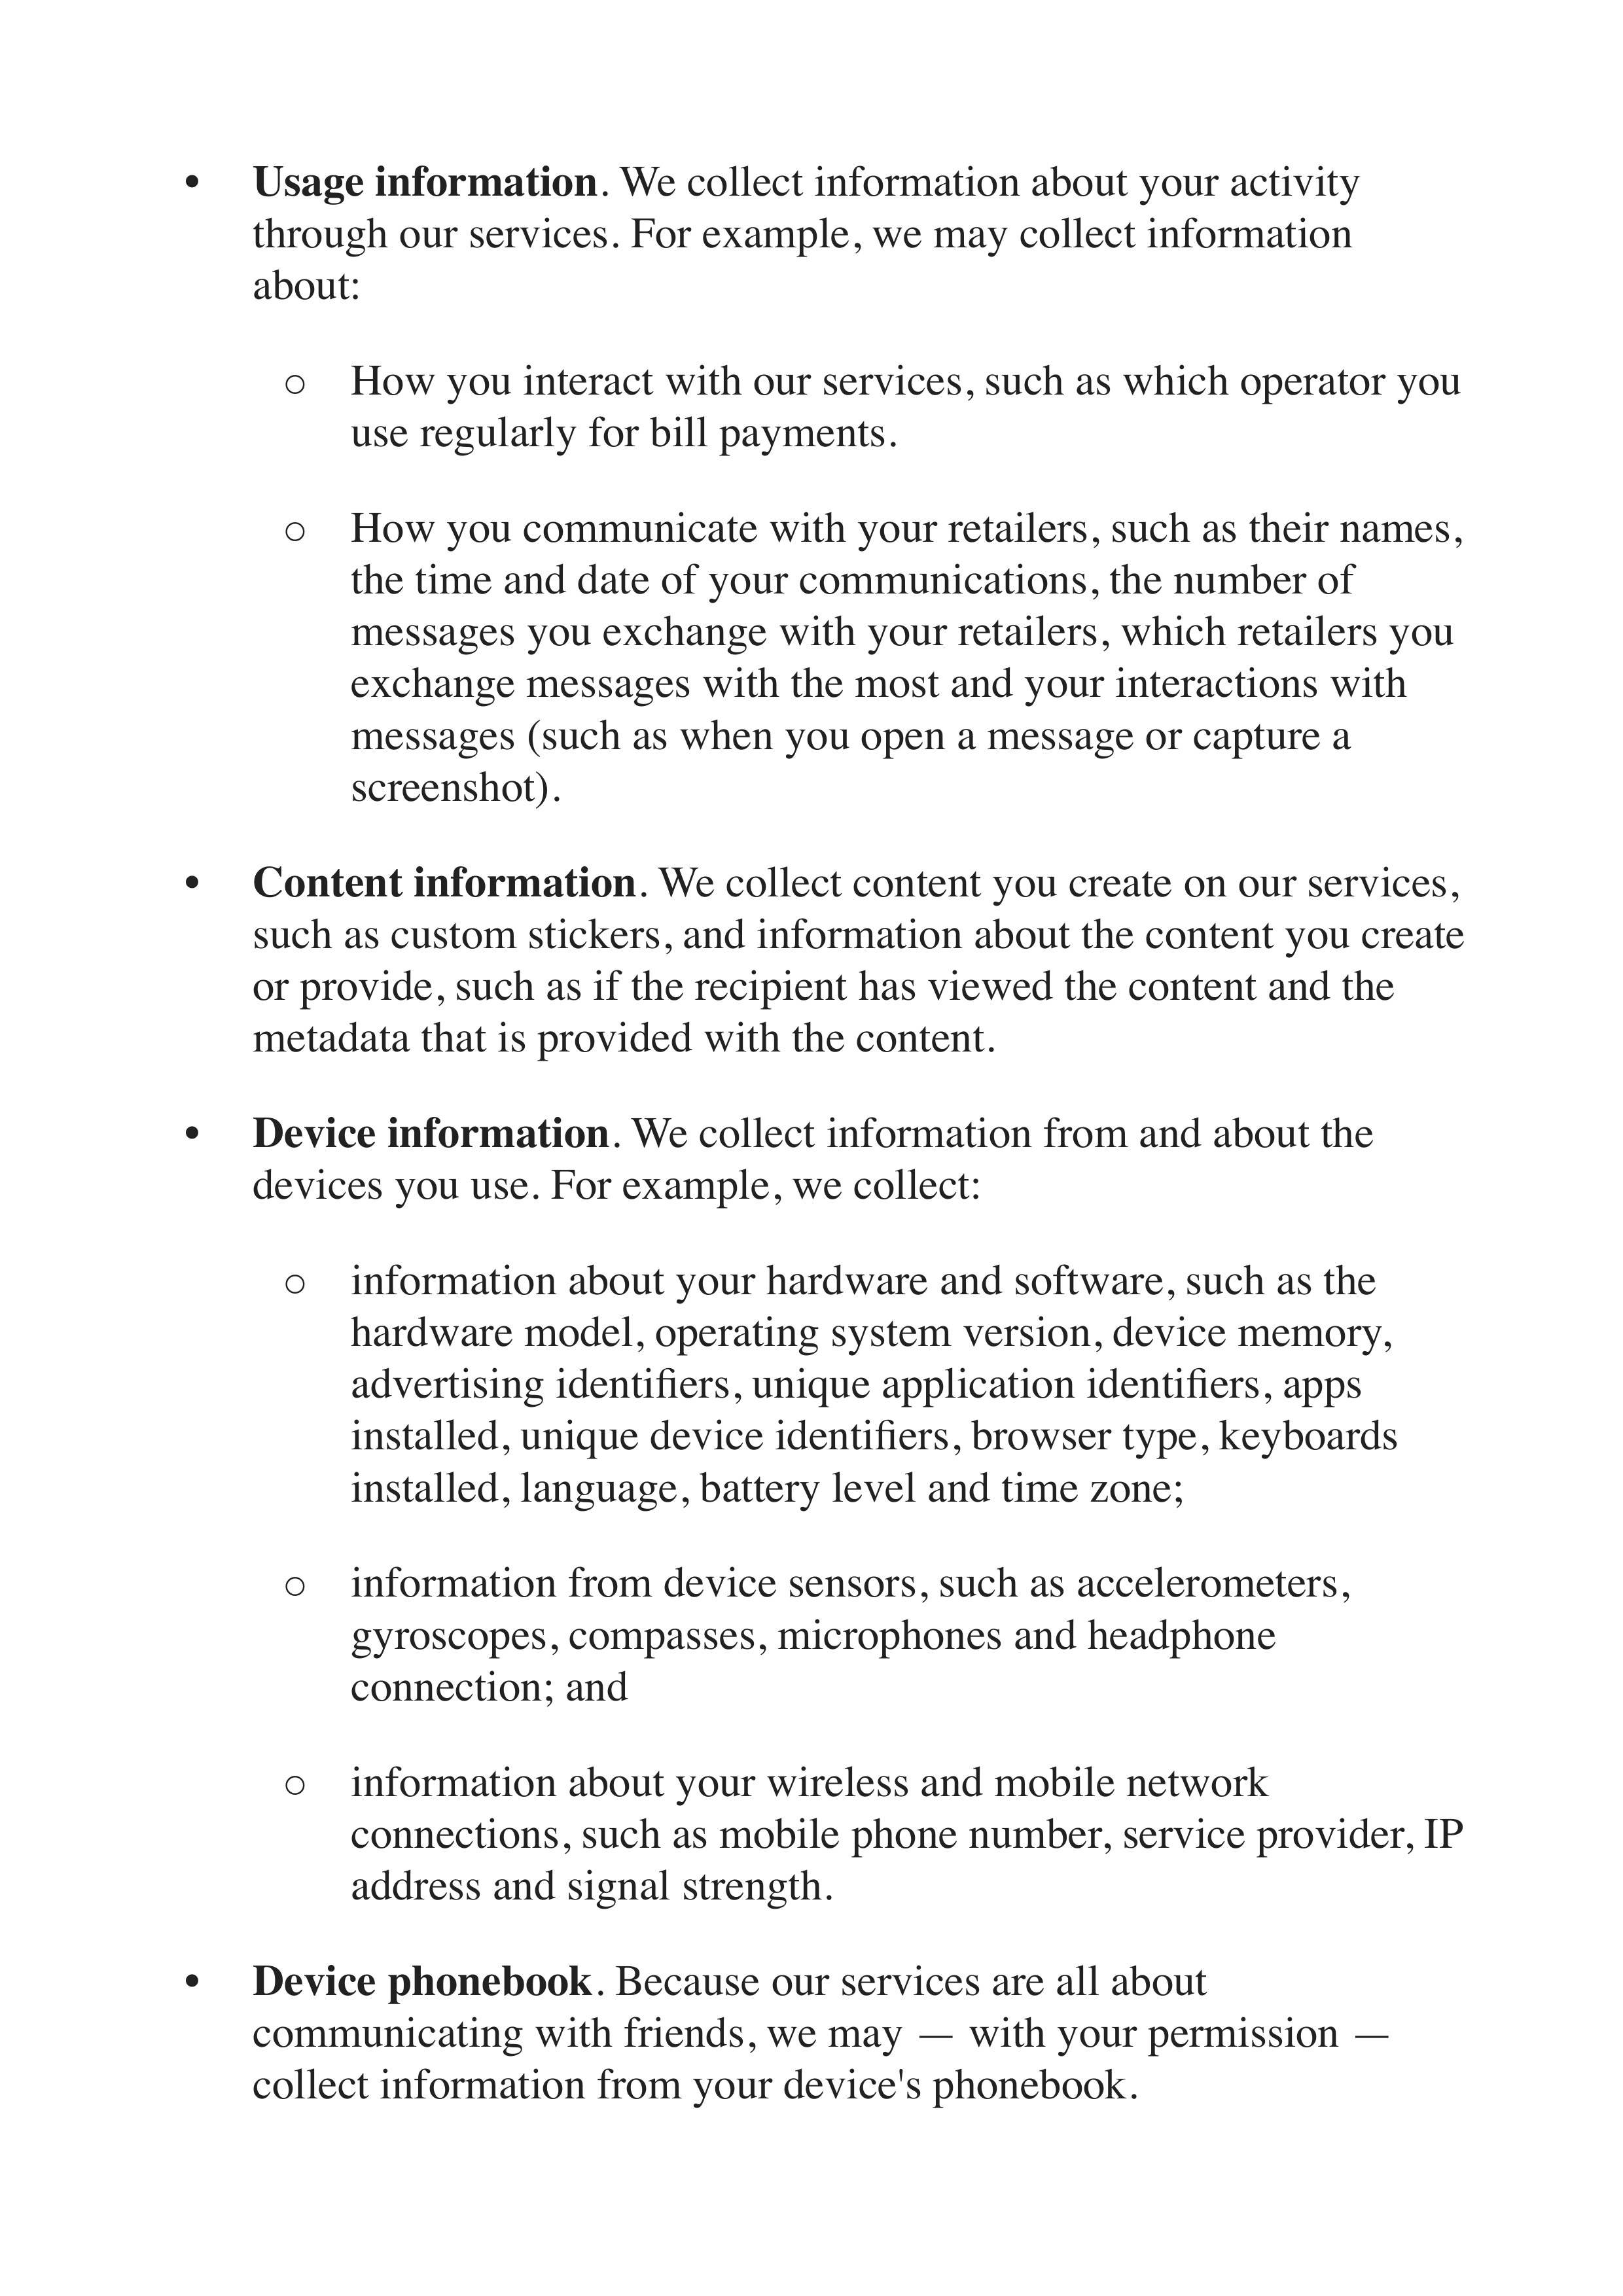 • Usage information. We collect information about your activity
through our services. For example, we may collect information
about:
○ How you interact with our services, such as which operator you
use regularly for bill payments.
○ How you communicate with your retailers, such as their names,
the time and date of your communications, the number of
messages you exchange with your retailers, which retailers you
exchange messages with the most and your interactions with
messages (such as when you open a message or capture a
screenshot).
• Content information. We collect content you create on our services,
such as custom stickers, and information about the content you create
or provide, such as if the recipient has viewed the content and the
metadata that is provided with the content.
• Device information. We collect information from and about the
devices you use. For example, we collect:
○ information about your hardware and software, such as the
hardware model, operating system version, device memory,
advertising identifiers, unique application identifiers, apps
installed, unique device identifiers, browser type, keyboards
installed, language, battery level and time zone;
○ information from device sensors, such as accelerometers,
gyroscopes, compasses, microphones and headphone
connection; and
○ information about your wireless and mobile network
connections, such as mobile phone number, service provider, IP
address and signal strength.
• Device phonebook. Because our services are all about
communicating with friends, we may — with your permission —
collect information from your device's phonebook.